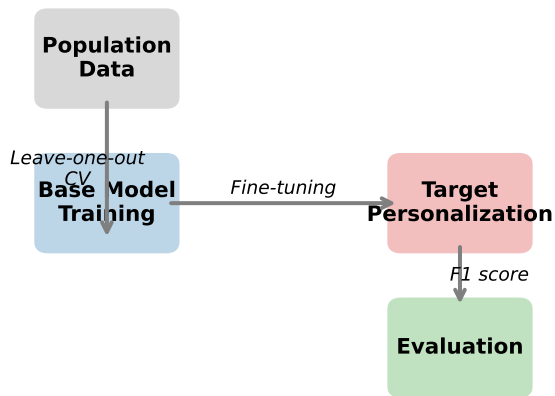 Population
Data
Leave-one-out
CV
Base Model
Training
Fine-tuning
Target
Personalization
F1 score
Evaluation